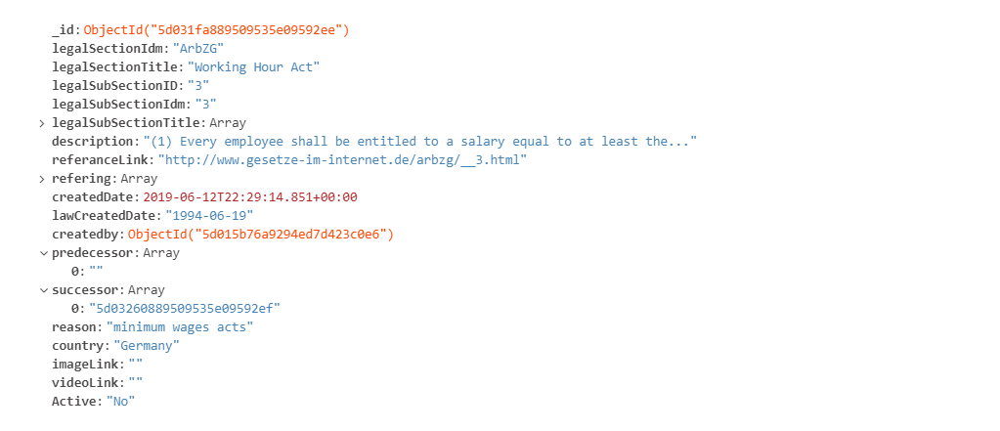 _id: ObjectId("5d031fa889509535e09592ee")
legalSectionIdm: "ArbZG"
legalSectionTitle: "Working Hour Act"
legalSubSectionID: "3"
legalSubSectionIdm: "3"
legalSubSectionTitle: Array
description: "(1) Every employee shall be entitled to a salary equal to at least the..."
referanceLink: "http://www.gesetze-im-internet.de/arbzg/__3.html"
refering: Array
createdDate: 2019-06-12T22:29:14.851+00:00
lawCreatedDate: "1994-06-19"
createdby: ObjectId("5d015b76a9294ed7d423c0e6")
predecessor: Array
0: ""
successor: Array
0: "5d03260889509535e09592ef"
reason: "minimum wages acts"
country: "Germany"
imageLink: ""
videoLink: ""
Active: "No"